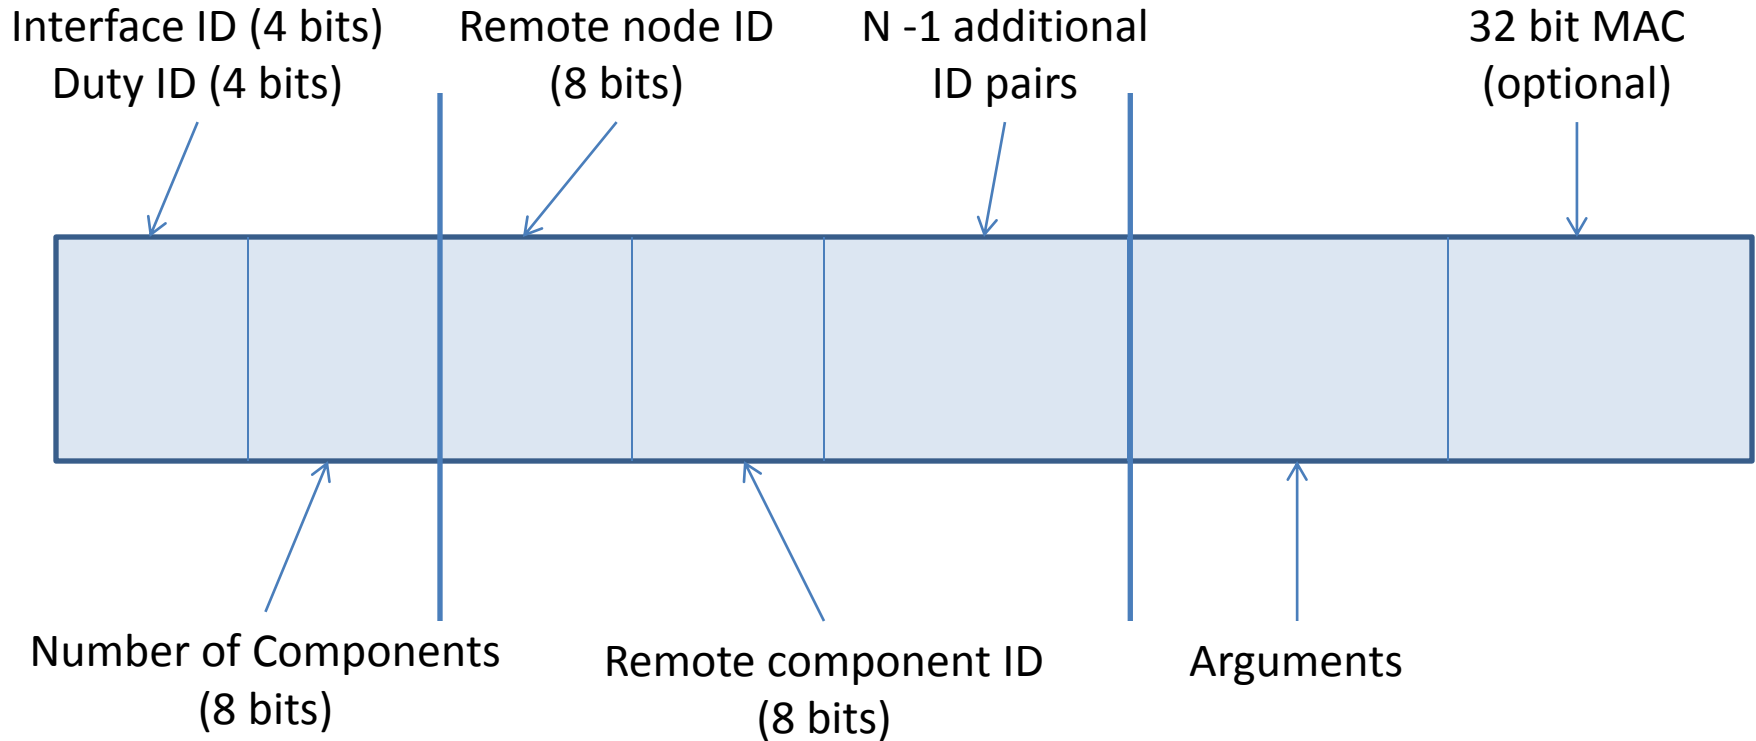 Interface ID (4 bits)
Duty ID (4 bits)
Remote node ID
(8 bits)
N -1 additional
ID pairs
32 bit MAC
(optional)
Number of Components
(8 bits)
Remote component ID
(8 bits)
Arguments